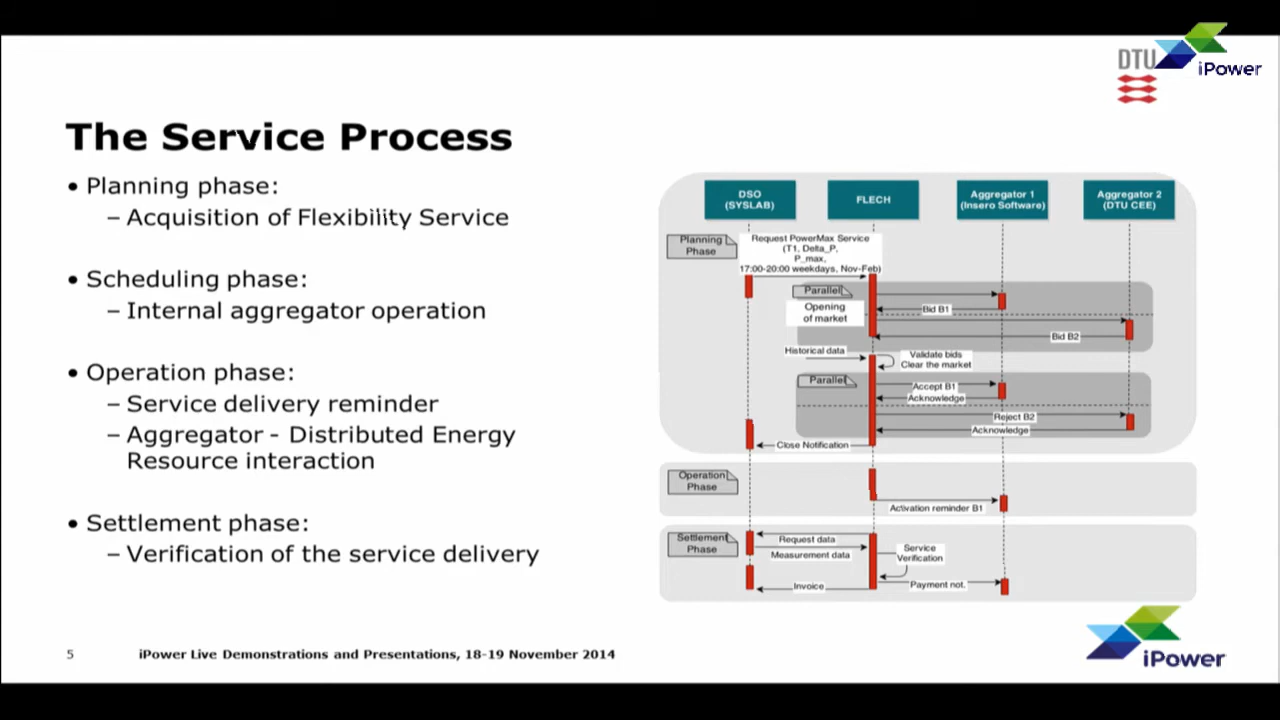 DTU
iPower
The Service Process
• Planning phase:
– Acquisition of Flexibility Service
• Scheduling phase:
– Internal aggregator operation
• Operation phase:
– Service delivery reminder
– Aggregator - Distributed Energy
Resource interaction
• Settlement phase:
– Verification of the service delivery
DSO
(SYSLAB)
FLECH
Aggregator 1
(Insero Software)
Aggregator 2
(DTU CEE)
Planning
Phase
Request PowerMax Service
(T1, Delta_P,
P_max,
17:00-20:00 weekdays, Nov-Feb)
Parallel
Opening
of market
Bid B1
Bid B2
Historical data
Validate bids
Clear the market
Parallel
Accept B1
Acknowledge
Reject B2
Acknowledge
Close Notification
Operation
Phase
Activation reminder B1
Settlement
Phase
Request data
Measurement data
Service
Verification
Invoice
Payment not.
5
iPower Live Demonstrations and Presentations, 18-19 November 2014
iPower